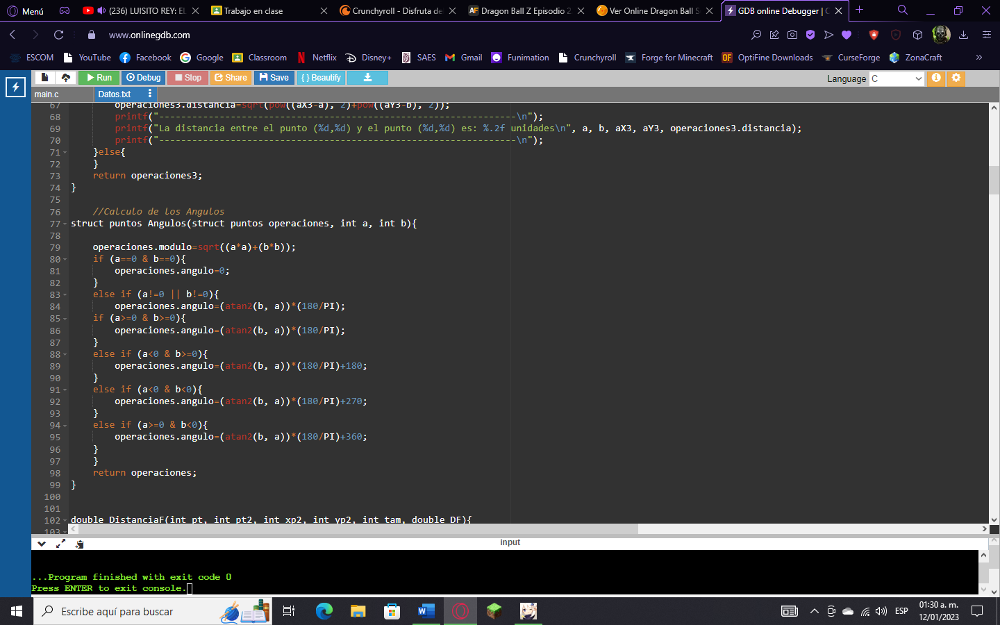 Menú (236) LUISITO REY: EL Trabajo en clase Crunchyroll - Disfruta de AF Dragon Ball Z Episodio 2 Ver Online Dragon Ball S GDB online Debugger | C
www.onlinegdb.com
ESCOM YouTube Facebook Google Classroom Netflix Disney+ SAES Gmail Funimation Crunchyroll Forge for Minecraft OF OptiFine Downloads CurseForge ZonaCraft »
Run Debug Stop Share Save { } Beautify Language C
main.c Datos.txt
67 operaciones3.distancia=sqrt(pow((aX3-a), 2)+pow((aY3-b), 2));
68 printf("-----------------------------------------------------------------\n");
69 printf("La distancia entre el punto (%d,%d) y el punto (%d,%d) es: %.2f unidades\n", a, b, aX3, aY3, operaciones3.distancia);
70 printf("-----------------------------------------------------------------\n");
71 }else{
72 }
73 return operaciones3;
74 }
75
76 //Calculo de los Angulos
77 struct puntos Angulos(struct puntos operaciones, int a, int b){
78
79 operaciones.modulo=sqrt((a*a)+(b*b));
80 if (a==0 & b==0){
81 operaciones.angulo=0;
82 }
83 else if (a!=0 || b!=0){
84 operaciones.angulo=(atan2(b, a))*(180/PI);
85 if (a>=0 & b>=0){
86 operaciones.angulo=(atan2(b, a))*(180/PI);
87 }
88 else if (a<0 & b>=0){
89 operaciones.angulo=(atan2(b, a))*(180/PI)+180;
90 }
91 else if (a<0 & b<0){
92 operaciones.angulo=(atan2(b, a))*(180/PI)+270;
93 }
94 else if (a>=0 & b<0){
95 operaciones.angulo=(atan2(b, a))*(180/PI)+360;
96 }
97 }
98 return operaciones;
99 }
100
101
102 double DistanciaF(int pt, int pt2, int xp2, int yp2, int tam, double DF){
103
input
...Program finished with exit code 0
Press ENTER to exit console.
Escribe aquí para buscar ESP 01:30 a. m.
12/01/2023